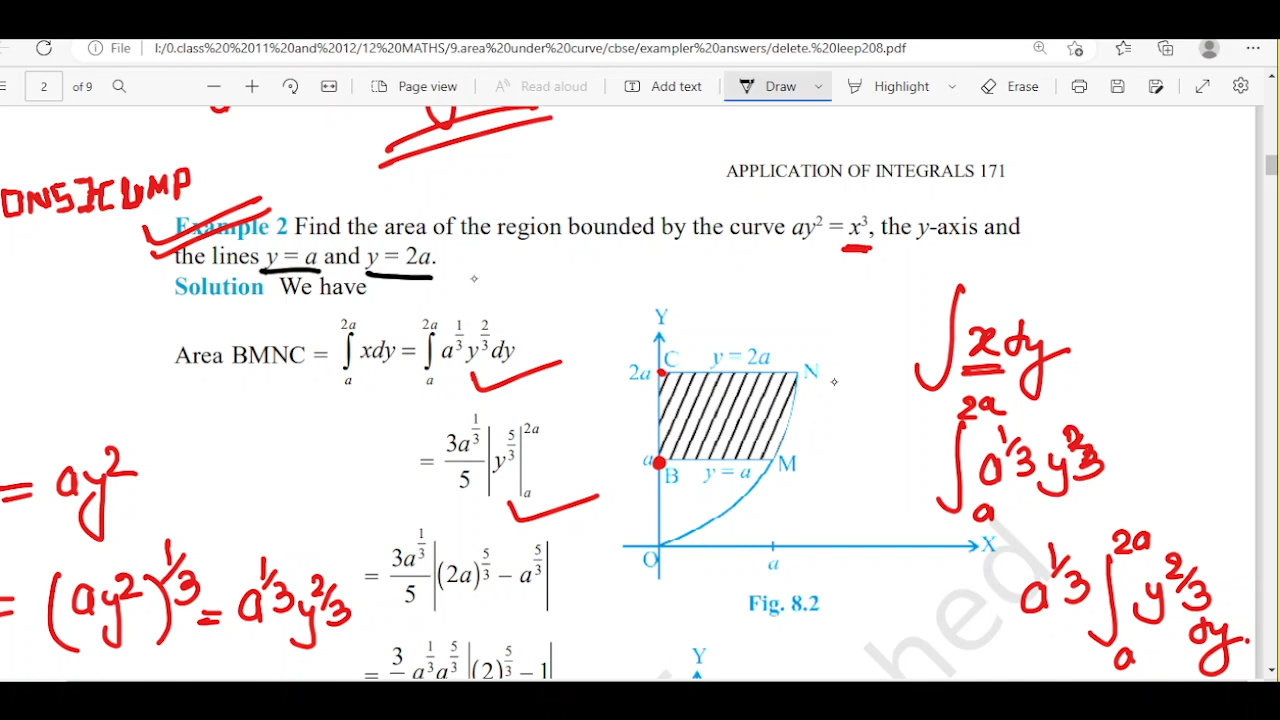 File
I:/0.class%20%2011%20and%2012/12%20MATHS/9.area%20under%20curve/cbse/exampler%20answers/delete.%20leep208.pdf
2 of 9
Page view
Read aloud
Add text
Draw
Highlight
Erase
APPLICATION OF INTEGRALS 171
Example 2 Find the area of the region bounded by the curve ay² = x³, the y-axis and
the lines y = a and y = 2a.
Solution We have
Area BMNC = ∫_a^{2a} xdy = ∫_a^{2a} a^{1/3} y^{2/3} dy
= 3a^{1/3}/5 |y^{5/3}|_a^{2a}
= 3a^{1/3}/5 |(2a)^{5/3} − a^{5/3}|
a^{1/3} a^{5/3} |(2)^{5/3} − 1|
Y
C y = 2a
2a N
a B y = a M
O a X
Fig. 8.2
Y
∫ x dy
∫_a^{2a} a^{1/3} y^{2/3}
a^{1/3} ∫_a^{2a} y^{2/3} dy.
= ay²
= (ay²)^{1/3} = a^{1/3} y^{2/3}